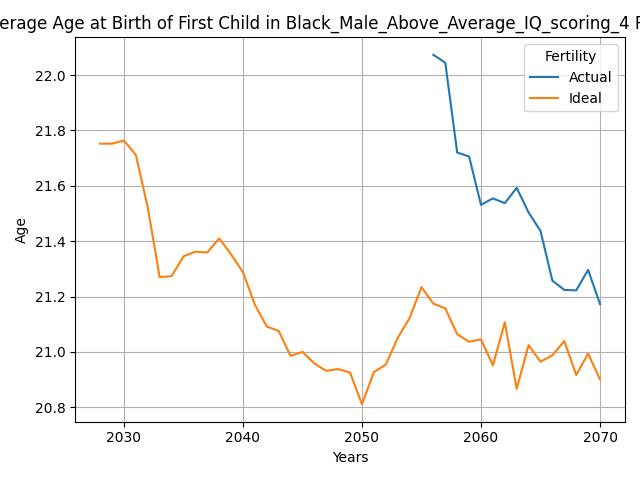 erage Age at Birth of First Child in Black_Male_Above_Average_IQ_scoring_4
Fertility
Actual
Ideal
22.0
21.8
21.6
21.4
21.2
21.0
20.8
Age
2030 2040 2050 2060 2070
Years